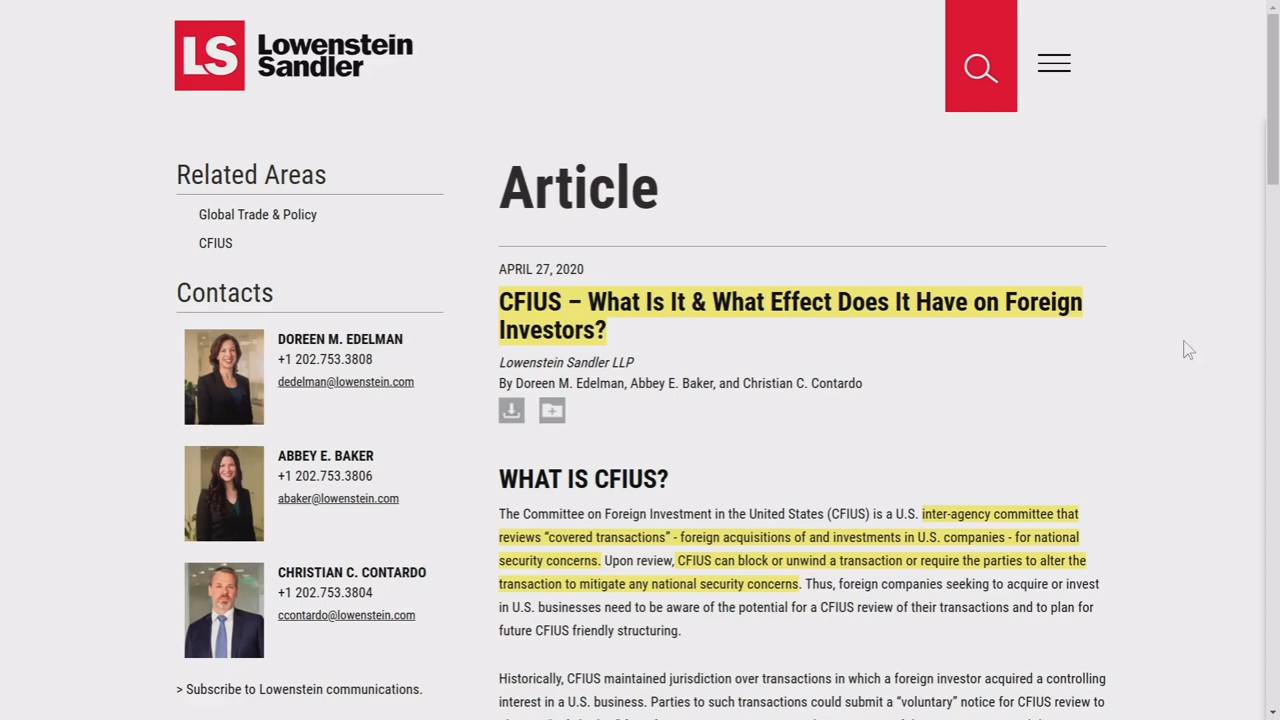 LS Lowenstein
Sandler
Related Areas
Global Trade & Policy
CFIUS
Contacts
DOREEN M. EDELMAN
+1 202.753.3808
dedelman@lowenstein.com
ABBEY E. BAKER
+1 202.753.3806
abaker@lowenstein.com
CHRISTIAN C. CONTARDO
+1 202.753.3804
ccontardo@lowenstein.com
> Subscribe to Lowenstein communications.
Article
APRIL 27, 2020
CFIUS – What Is It & What Effect Does It Have on Foreign
Investors?
Lowenstein Sandler LLP
By Doreen M. Edelman, Abbey E. Baker, and Christian C. Contardo
WHAT IS CFIUS?
The Committee on Foreign Investment in the United States (CFIUS) is a U.S. inter-agency committee that
reviews “covered transactions” - foreign acquisitions of and investments in U.S. companies - for national
security concerns. Upon review, CFIUS can block or unwind a transaction or require the parties to alter the
transaction to mitigate any national security concerns. Thus, foreign companies seeking to acquire or invest
in U.S. businesses need to be aware of the potential for a CFIUS review of their transactions and to plan for
future CFIUS friendly structuring.
Historically, CFIUS maintained jurisdiction over transactions in which a foreign investor acquired a controlling
interest in a U.S. business. Parties to such transactions could submit a “voluntary” notice for CFIUS review to